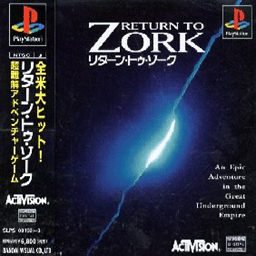 RETURN TO
ZORK
リターン・トゥ・ゾーク
PlayStation
PlayStation
NTSC J
全米大ヒット!
リターン・トゥ・ゾーク
超難解アドベンチャーゲーム
ACTIVISION
BANDAI VISUAL CO.,LTD
An Epic
Adventure
in the
Great
Underground
Empire
ACTIVISION